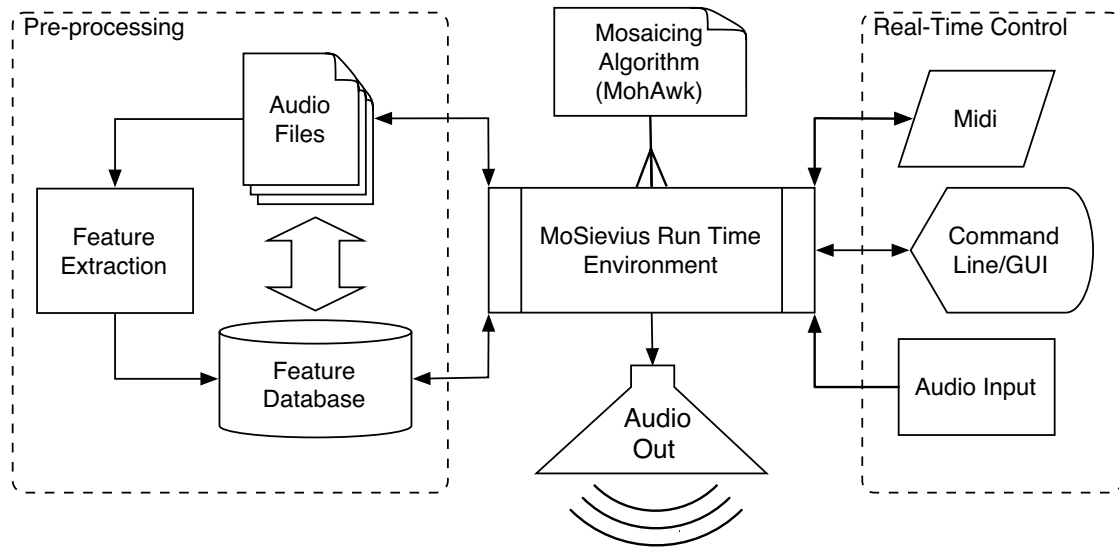 Pre-processing
Audio
Files
Feature
Extraction
Feature
Database
Mosaicing
Algorithm
(MohAwk)
MoSievius Run Time
Environment
Audio
Out
Real-Time Control
Midi
Command
Line/GUI
Audio Input